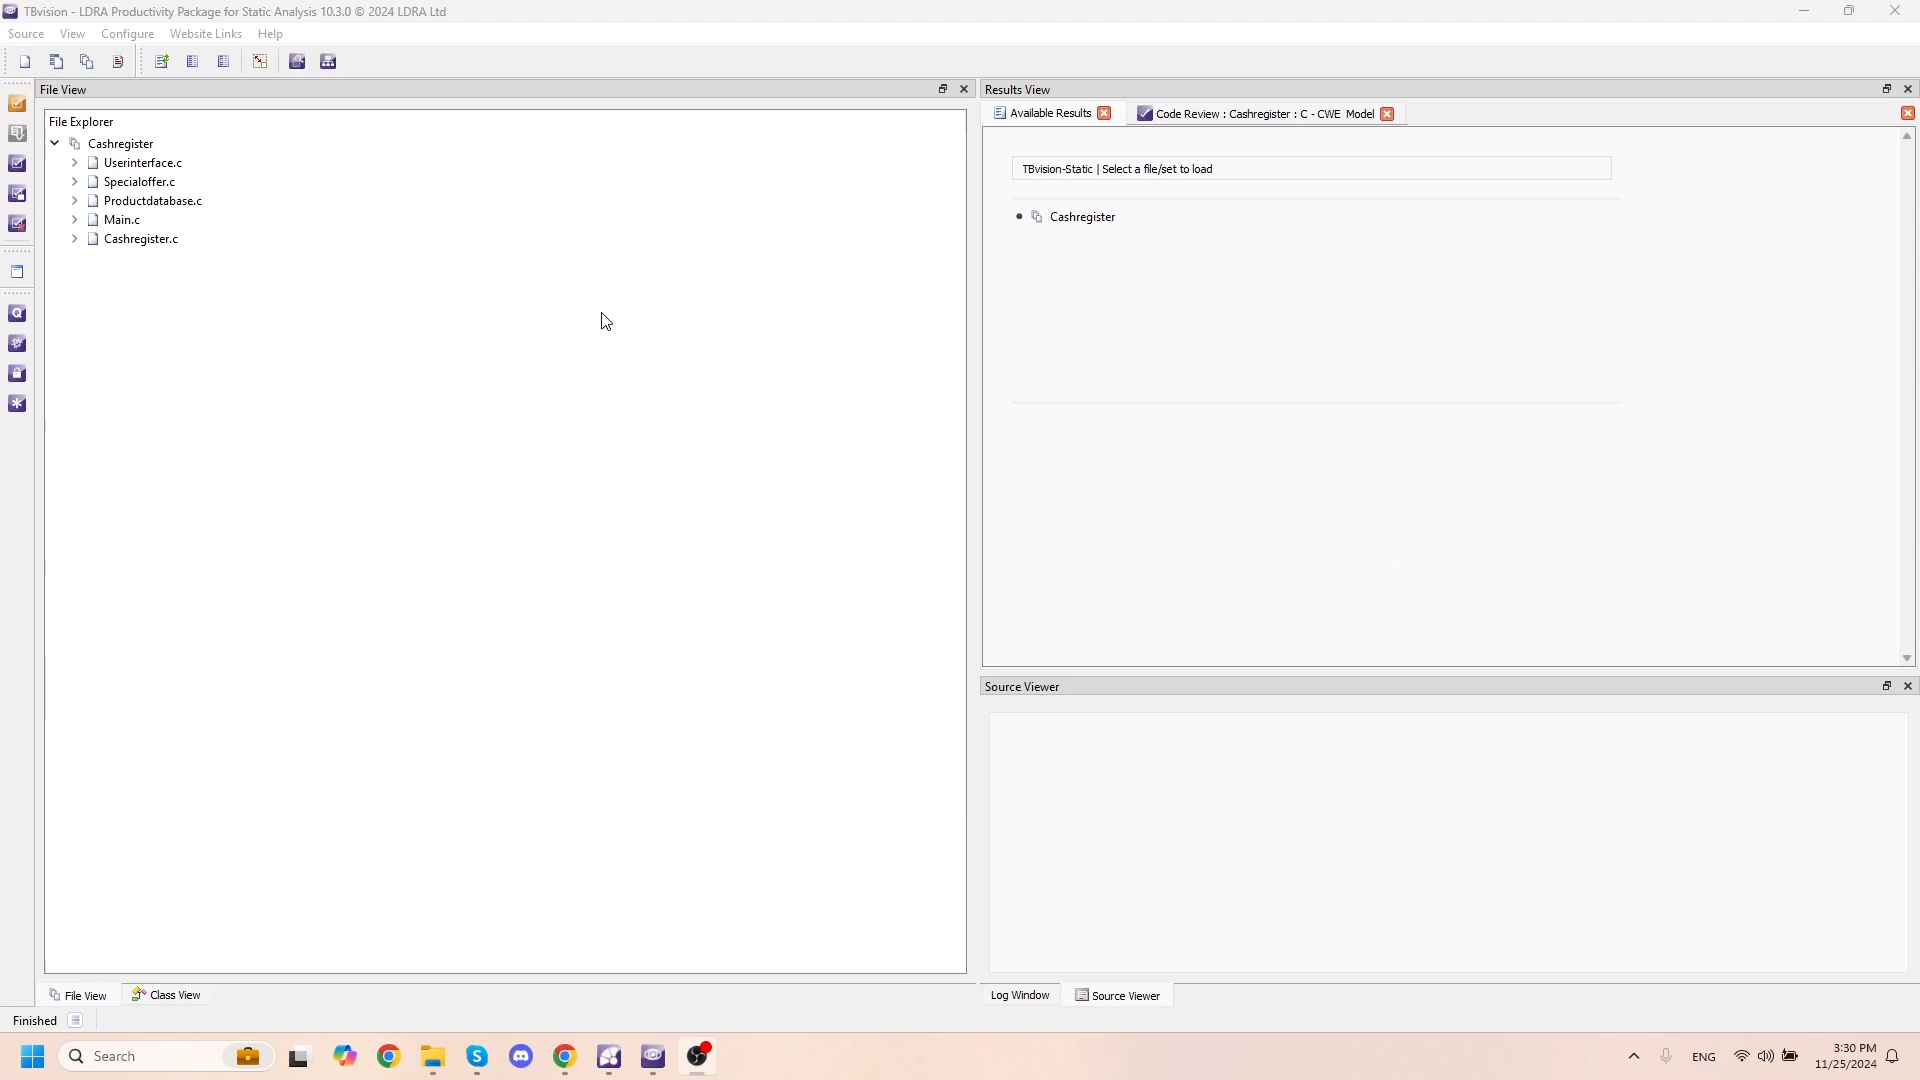 TBvision - LDRA Productivity Package for Static Analysis 10.3.0 © 2024 LDRA Ltd
Source View Configure Website Links Help
File View
File Explorer
Cashregister
Userinterface.c
Specialoffer.c
Productdatabase.c
Main.c
Cashregister.c
File View Class View
Results View
Available Results Code Review : Cashregister : C - CWE Model
TBvision-Static | Select a file/set to load
Cashregister
Source Viewer
Log Window Source Viewer
Finished
Search
ENG
3:30 PM
11/25/2024